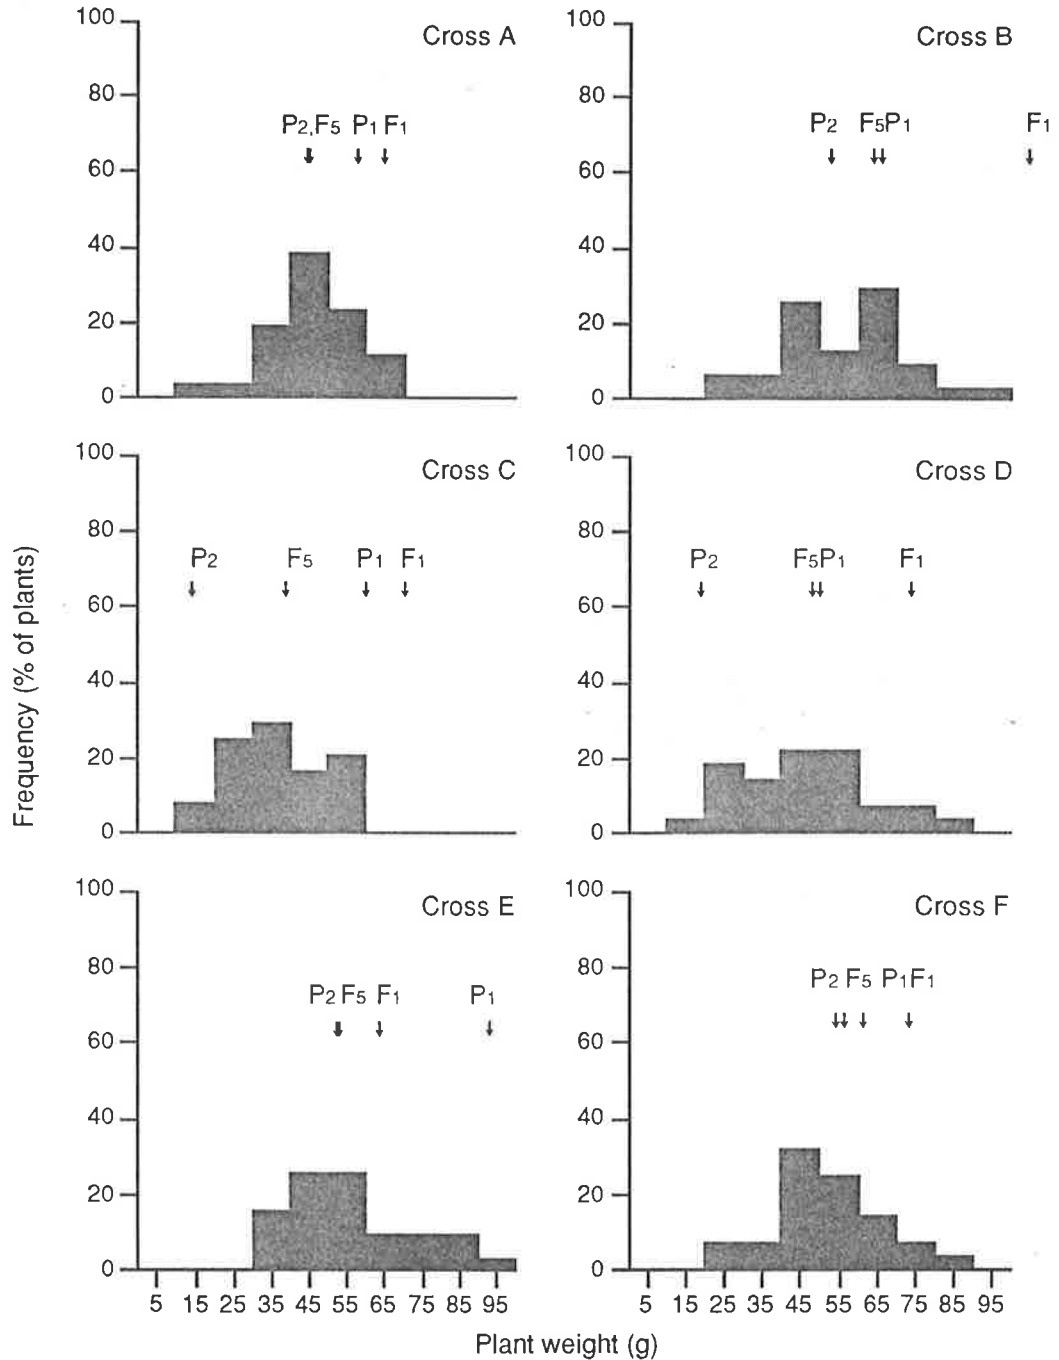 100
80
60
40
20
0
Cross A
P2,F5 P1 F1
100
80
60
40
20
0
Cross B
P2 F5P1 F1
100
80
60
40
20
0
Cross C
P2 F5 P1 F1
100
80
60
40
20
0
Cross D
P2 F5P1 F1
100
80
60
40
20
0
Cross E
P2 F5 F1 P1
5 15 25 35 45 55 65 75 85 95
100
80
60
40
20
0
Cross F
P2 F5 P1F1
5 15 25 35 45 55 65 75 85 95
Frequency (% of plants)
Plant weight (g)